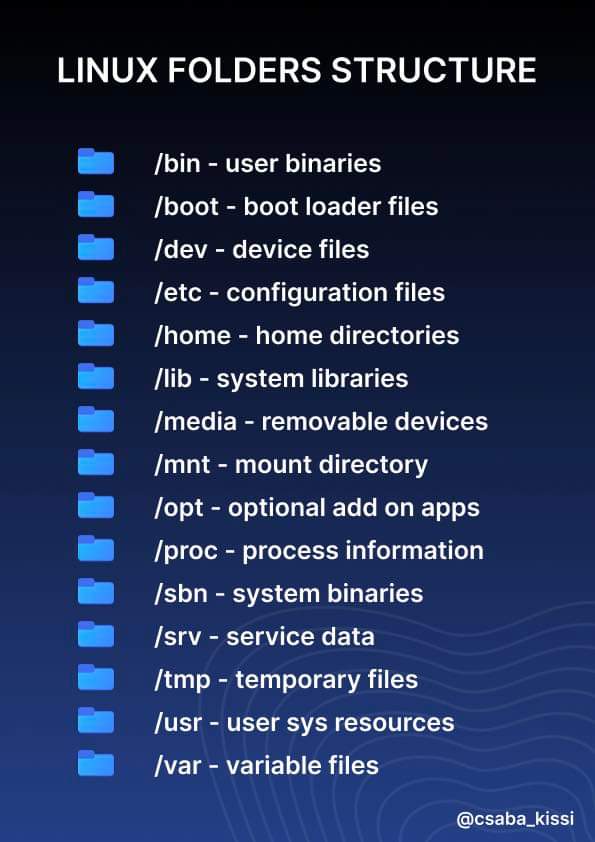 LINUX FOLDERS STRUCTURE
/bin - user binaries
/boot - boot loader files
/dev - device files
/etc - configuration files
/home - home directories
/lib - system libraries
/media - removable devices
/mnt - mount directory
/opt - optional add on apps
/proc - process information
/sbn - system binaries
/srv - service data
/tmp - temporary files
/usr - user sys resources
/var - variable files
@csaba_kissi